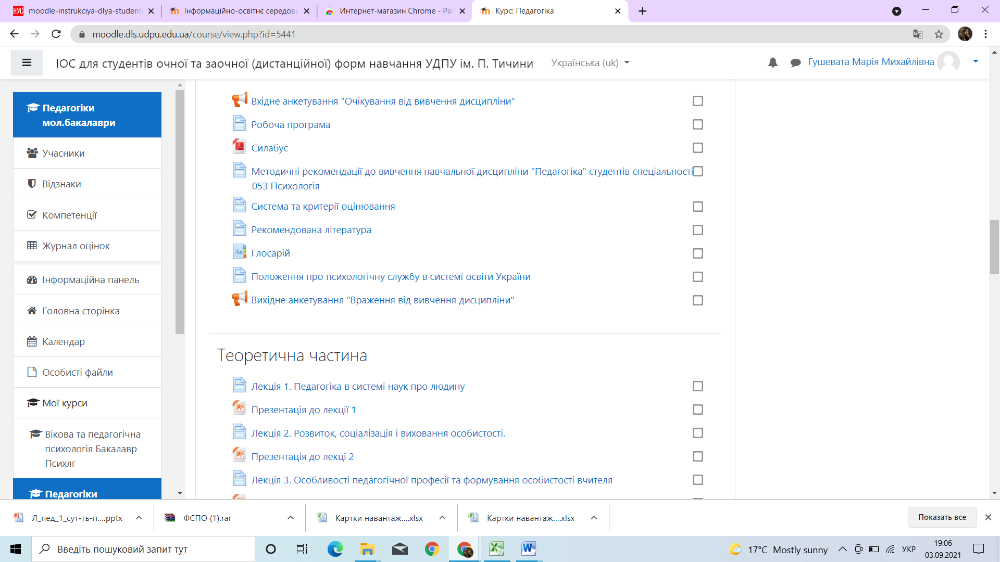 moodle-instrukciya-dlya-student
Інформаційно-освітнє середови
Интернет-магазин Chrome - Рас
Курс: Педагогіка
moodle.dls.udpu.edu.ua/course/view.php?id=5441
ІОС для студентів очної та заочної (дистанційної) форм навчання УДПУ ім. П. Тичини
Українська (uk)
Гушевата Марія Михайлівна
Педагогіки
мол.бакалаври
Учасники
Відзнаки
Компетенції
Журнал оцінок
Інформаційна панель
Головна сторінка
Календар
Особисті файли
Мої курси
Вікова та педагогічна
психологія Бакалавр
Психлг
Педагогіки
Вхідне анкетування "Очікування від вивчення дисципліни"
Робоча програма
Силабус
Методичні рекомендації до вивчення навчальної дисципліни "Педагогіка" студентів спеціальності
053 Психологія
Система та критерії оцінювання
Рекомендована література
Глосарій
Положення про психологічну службу в системі освіти України
Вихідне анкетування "Враження від вивчення дисципліни"
Теоретична частина
Лекція 1. Педагогіка в системі наук про людину
Презентація до лекції 1
Лекція 2. Розвиток, соціалізація і виховання особистості.
Презентація до лекцї 2
Лекція 3. Особливості педагогічної професії та формування особистості вчителя
Л_пед_1_сут-ть-п....pptx
ФСПО (1).rar
Картки навантаж....xlsx
Картки навантаж....xlsx
Показать все
Введіть пошуковий запит тут
17°C Mostly sunny
УКР
19:06
03.09.2021